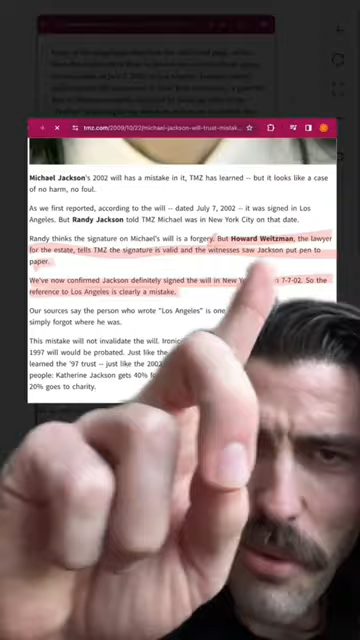 tmz.com/2009/10/22/michael-jackson-will-trust-mistak...
Michael Jackson's 2002 will has a mistake in it, TMZ has learned -- but it looks like a case
of no harm, no foul.
As we first reported, according to the will -- dated July 7, 2002 -- it was signed in Los
Angeles. But Randy Jackson told TMZ Michael was in New York City on that date.
Randy thinks the signature on Michael's will is a forgery. But Howard Weitzman, the lawyer
for the estate, tells TMZ the signature is valid and the witnesses saw Jackson put pen to
paper.
We've now confirmed Jackson definitely signed the will in New 7-7-02. So the
reference to Los Angeles is clearly a mistake.
Our sources say the person who wrote "Los Angeles" is one
simply forgot where he was.
This mistake will not invalidate the will. Ironic
1997 will would be probated. Just like the
learned the '97 trust -- just like the 2002
people: Katherine Jackson gets 40%
20% goes to charity.